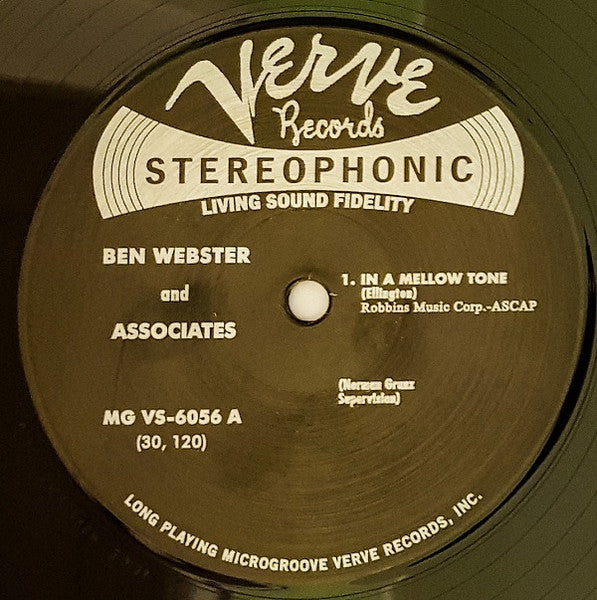 Verve
Records
STEREOPHONIC
LIVING SOUND FIDELITY
BEN WEBSTER
and
ASSOCIATES
MG VS-6056 A
(30, 120)
1. IN A MELLOW TONE
(Ellington)
Robbins Music Corp.-ASCAP
(Norman Granz
Supervision)
LONG PLAYING MICROGROOVE VERVE RECORDS, INC.